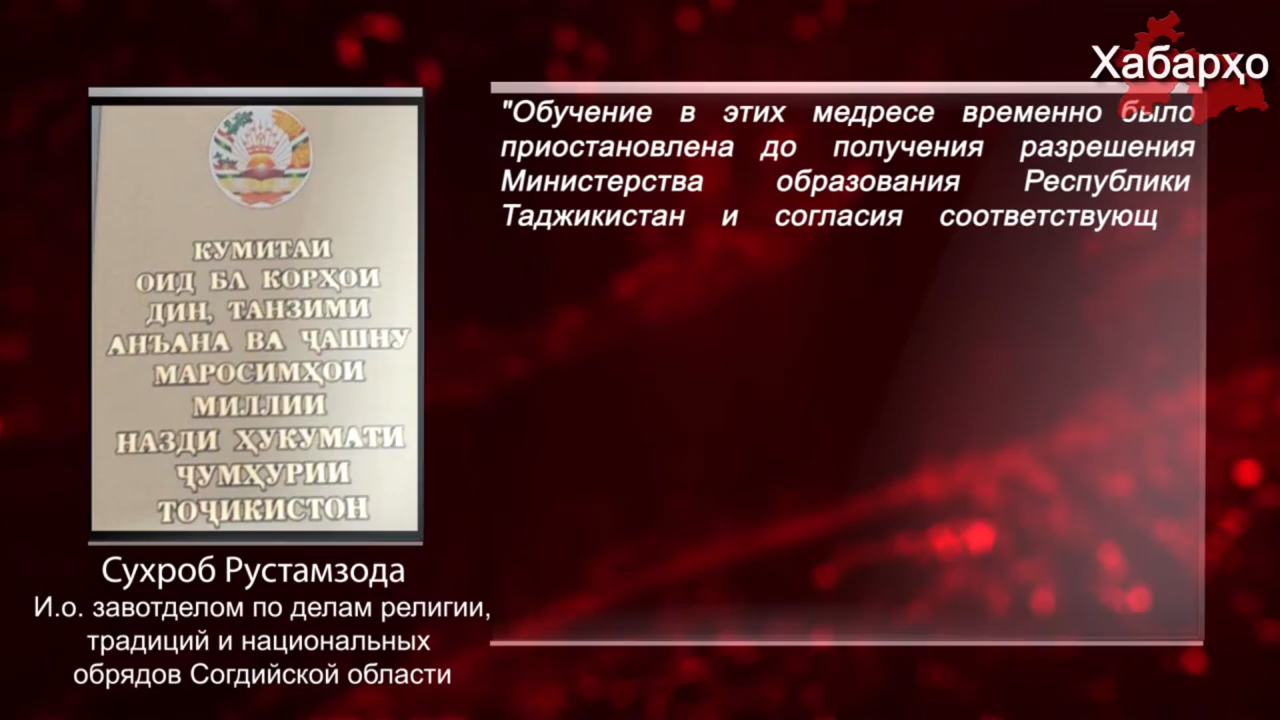 Хабарҳо
"Обучение в этих медресе временно было
приостановлена до получения разрешения
Министерства образования Республики
Таджикистан и согласия соответствующ
КУМИТАИ
ОИД БА КОРҲОИ
ДИН, ТАНЗИМИ
АНЪАНА ВА ҶАШНУ
МАРОСИМҲОИ
МИЛЛИИ
НАЗДИ ҲУКУМАТИ
ҶУМҲУРИИ
ТОҶИКИСТОН
Сухроб Рустамзода
И.о. завотделом по делам религии,
традиций и национальных
обрядов Согдийской области